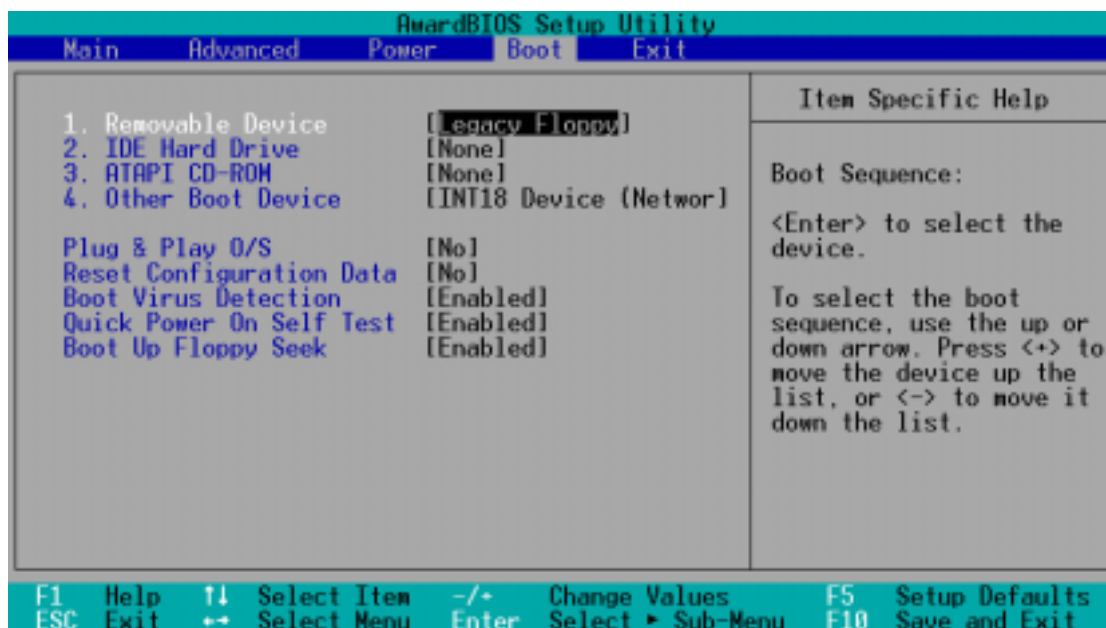 AwardBIOS Setup Utility
Main Advanced Power Boot Exit
1. Removable Device [Legacy Floppy]
2. IDE Hard Drive [None]
3. ATAPI CD-ROM [None]
4. Other Boot Device [INT18 Device (Networ]
Plug & Play O/S [No]
Reset Configuration Data [No]
Boot Virus Detection [Enabled]
Quick Power On Self Test [Enabled]
Boot Up Floppy Seek [Enabled]
Item Specific Help
Boot Sequence:
<Enter> to select the
device.
To select the boot
sequence, use the up or
down arrow. Press <+> to
move the device up the
list, or <-> to move it
down the list.
F1 Help ↑↓ Select Item -/+ Change Values F5 Setup Defaults
ESC Exit ←→ Select Menu Enter Select ► Sub-Menu F10 Save and Exit